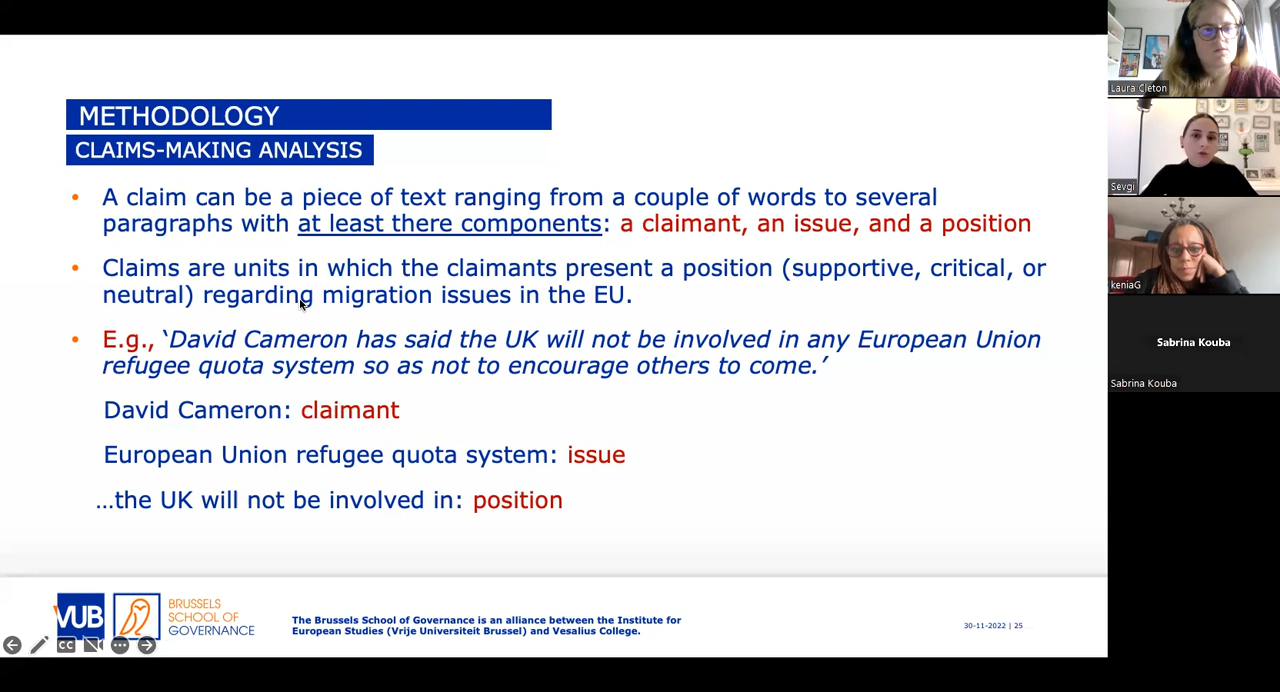 METHODOLOGY
CLAIMS-MAKING ANALYSIS
• A claim can be a piece of text ranging from a couple of words to several
paragraphs with at least there components: a claimant, an issue, and a position
• Claims are units in which the claimants present a position (supportive, critical, or
neutral) regarding migration issues in the EU.
• E.g., ‘David Cameron has said the UK will not be involved in any European Union
refugee quota system so as not to encourage others to come.’
David Cameron: claimant
European Union refugee quota system: issue
…the UK will not be involved in: position
VUB
BRUSSELS
SCHOOL OF
GOVERNANCE
The Brussels School of Governance is an alliance between the Institute for
European Studies (Vrije Universiteit Brussel) and Vesalius College.
30-11-2022 | 25
CC
Laura Cleton
Sevgi
keniaG
Sabrina Kouba
Sabrina Kouba